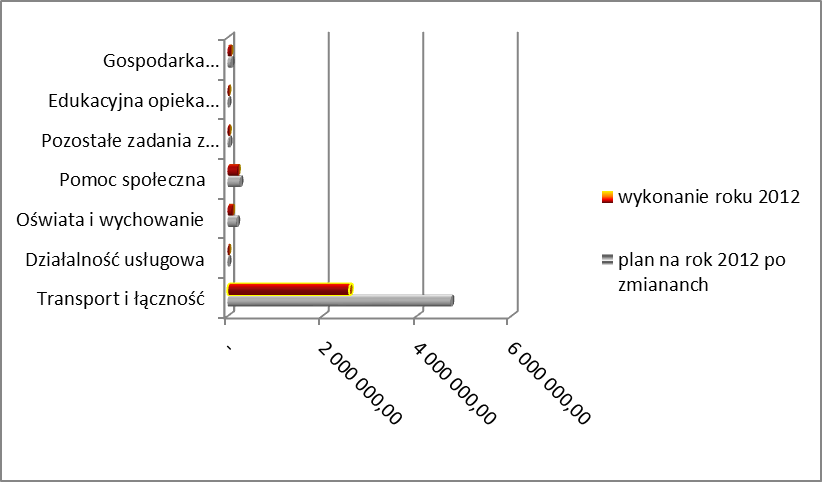 Gospodarka...
Edukacyjna opieka...
Pozostałe zadania z...
Pomoc społeczna
Oświata i wychowanie
Działalność usługowa
Transport i łączność
-
2 000 000,00
4 000 000,00
6 000 000,00
wykonanie roku 2012
plan na rok 2012 po
zmiananch